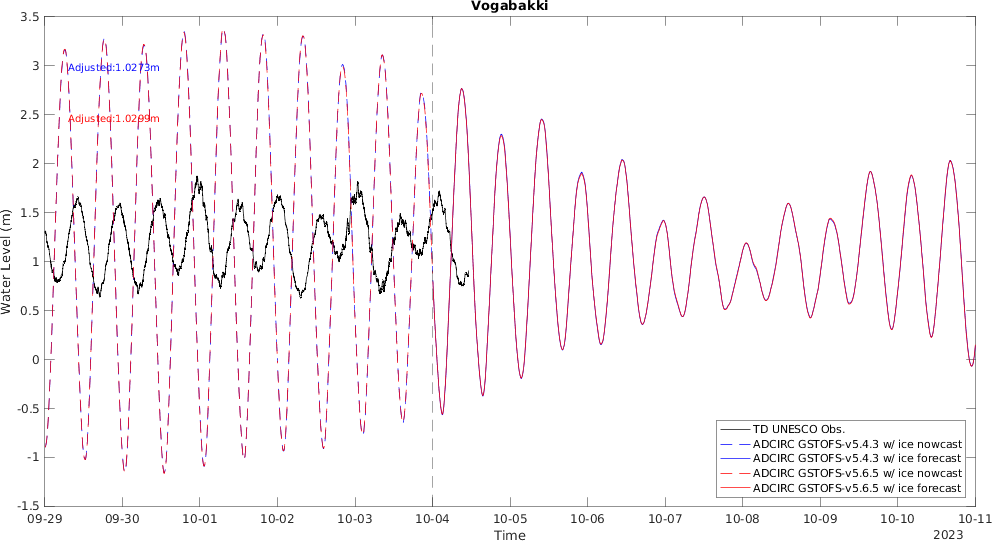 Vogabakki
3.5
3
2.5
2
1.5
1
0.5
0
-0.5
-1
-1.5
Water Level (m)
Adjusted:1.0273m
Adjusted:1.0299m
TD UNESCO Obs.
ADCIRC GSTOFS-v5.4.3 w/ ice nowcast
ADCIRC GSTOFS-v5.4.3 w/ ice forecast
ADCIRC GSTOFS-v5.6.5 w/ ice nowcast
ADCIRC GSTOFS-v5.6.5 w/ ice forecast
09-29 09-30 10-01 10-02 10-03 10-04 10-05 10-06 10-07 10-08 10-09 10-10 10-11
Time
2023